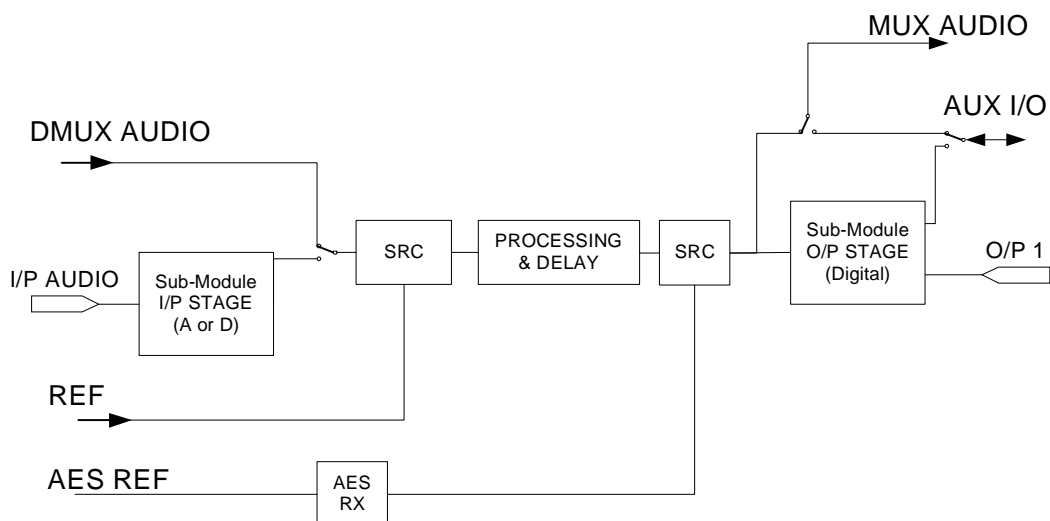 MUX AUDIO
AUX I/O
DMUX AUDIO
SRC
PROCESSING
& DELAY
SRC
Sub-Module
O/P STAGE
(Digital)
O/P 1
I/P AUDIO
Sub-Module
I/P STAGE
(A or D)
REF
AES REF
AES
RX